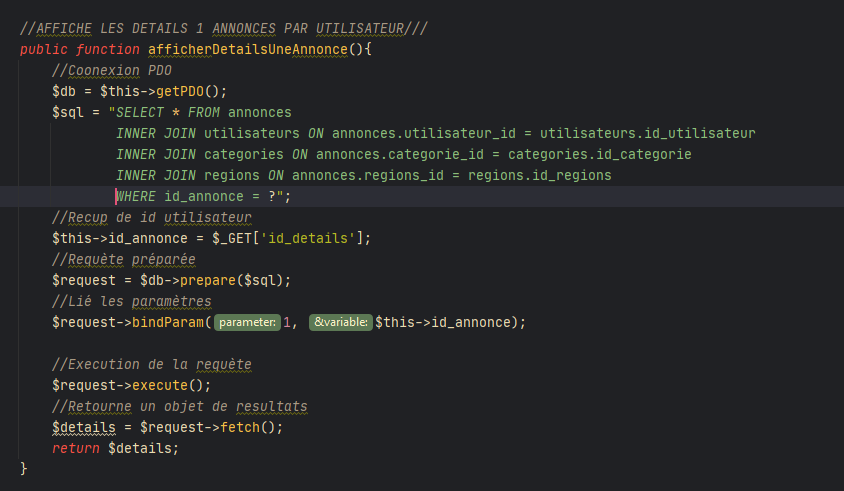 //AFFICHE LES DETAILS 1 ANNONCES PAR UTILISATEUR///
public function afficherDetailsUneAnnonce(){
//Coonexion PDO
$db = $this->getPDO();
$sql = "SELECT * FROM annonces
INNER JOIN utilisateurs ON annonces.utilisateur_id = utilisateurs.id_utilisateur
INNER JOIN categories ON annonces.categorie_id = categories.id_categorie
INNER JOIN regions ON annonces.regions_id = regions.id_regions
WHERE id_annonce = ?";
//Recup de id utilisateur
$this->id_annonce = $_GET['id_details'];
//Requète préparée
$request = $db->prepare($sql);
//Lié les paramètres
$request->bindParam( parameter: 1, &variable: $this->id_annonce);
//Execution de la requète
$request->execute();
//Retourne un objet de resultats
$details = $request->fetch();
return $details;
}